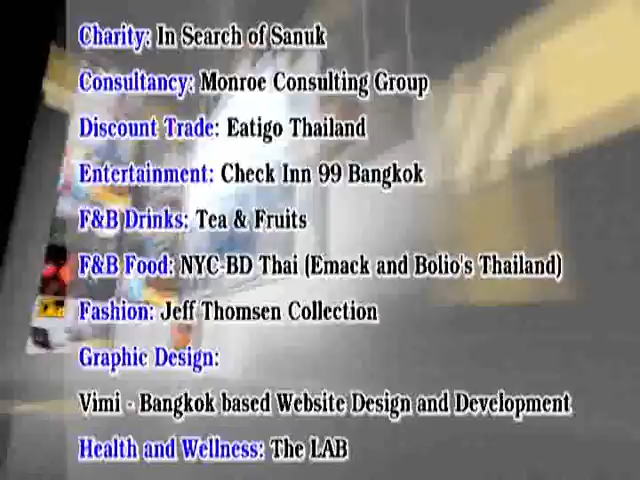 Charity: In Search of Sanuk
Consultancy: Monroe Consulting Group
Discount Trade: Eatigo Thailand
Entertainment: Check Inn 99 Bangkok
F&B Drinks: Tea & Fruits
F&B Food: NYC-BD Thai (Emack and Bolio's Thailand)
Fashion: Jeff Thomsen Collection
Graphic Design:
Vimi - Bangkok based Website Design and Development
Health and Wellness: The LAB